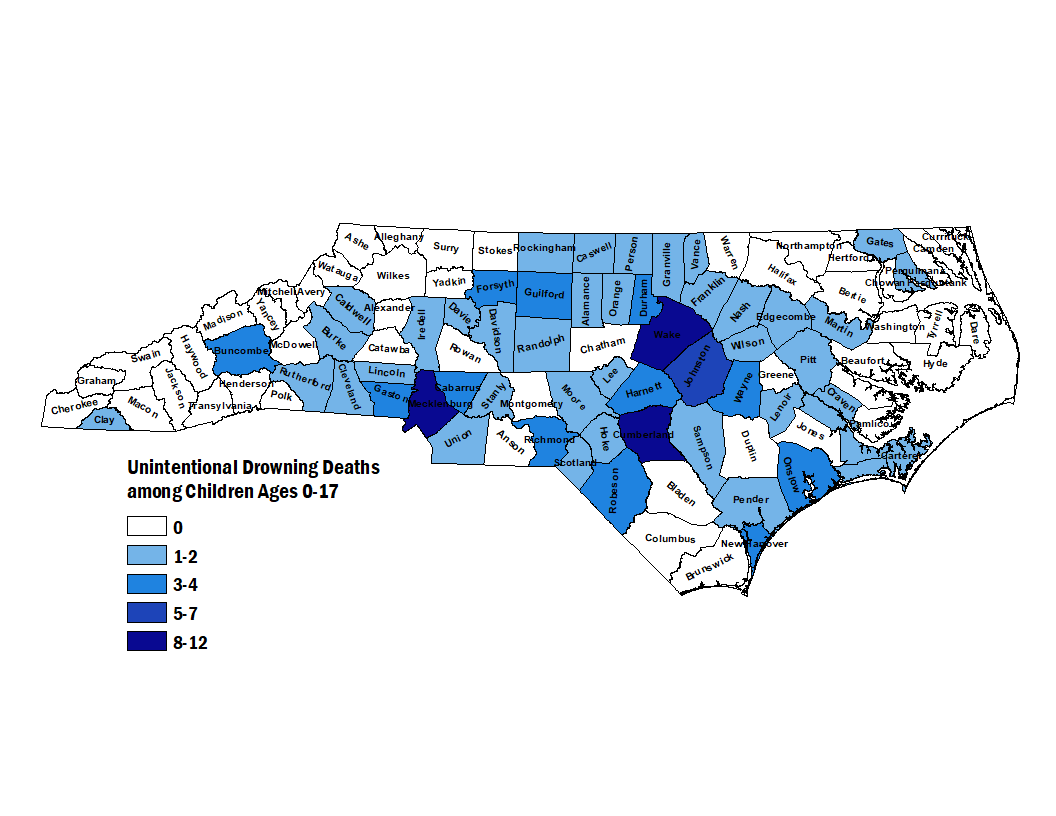 Ashe
Alleghany
Surry
Stokes
Rockingham
Caswell
Person
Granville
Vance
Warren
Northampton
Gates
Currituck
Camden
Hertford
Halifax
Perquimans
Chowan
Pasquotank
Bertie
Watauga
Wilkes
Yadkin
Forsyth
Guilford
Alamance
Orange
Durham
Franklin
Nash
Edgecombe
Martin
Washington
Tyrrell
Dare
Mitchell
Avery
Yancey
Caldwell
Alexander
Iredell
Davie
Davidson
Randolph
Chatham
Wake
Wilson
Pitt
Beaufort
Hyde
Madison
Buncombe
McDowell
Burke
Catawba
Rowan
Johnston
Greene
Swain
Haywood
Graham
Jackson
Henderson
Rutherford
Cleveland
Lincoln
Gaston
Cabarrus
Mecklenburg
Stanly
Montgomery
Moore
Lee
Harnett
Wayne
Lenoir
Craven
Pamlico
Cherokee
Clay
Macon
Transylvania
Polk
Union
Anson
Richmond
Scotland
Hoke
Cumberland
Sampson
Duplin
Jones
Carteret
Onslow
Robeson
Bladen
Pender
Columbus
New Hanover
Brunswick
Unintentional Drowning Deaths
among Children Ages 0-17
0
1-2
3-4
5-7
8-12